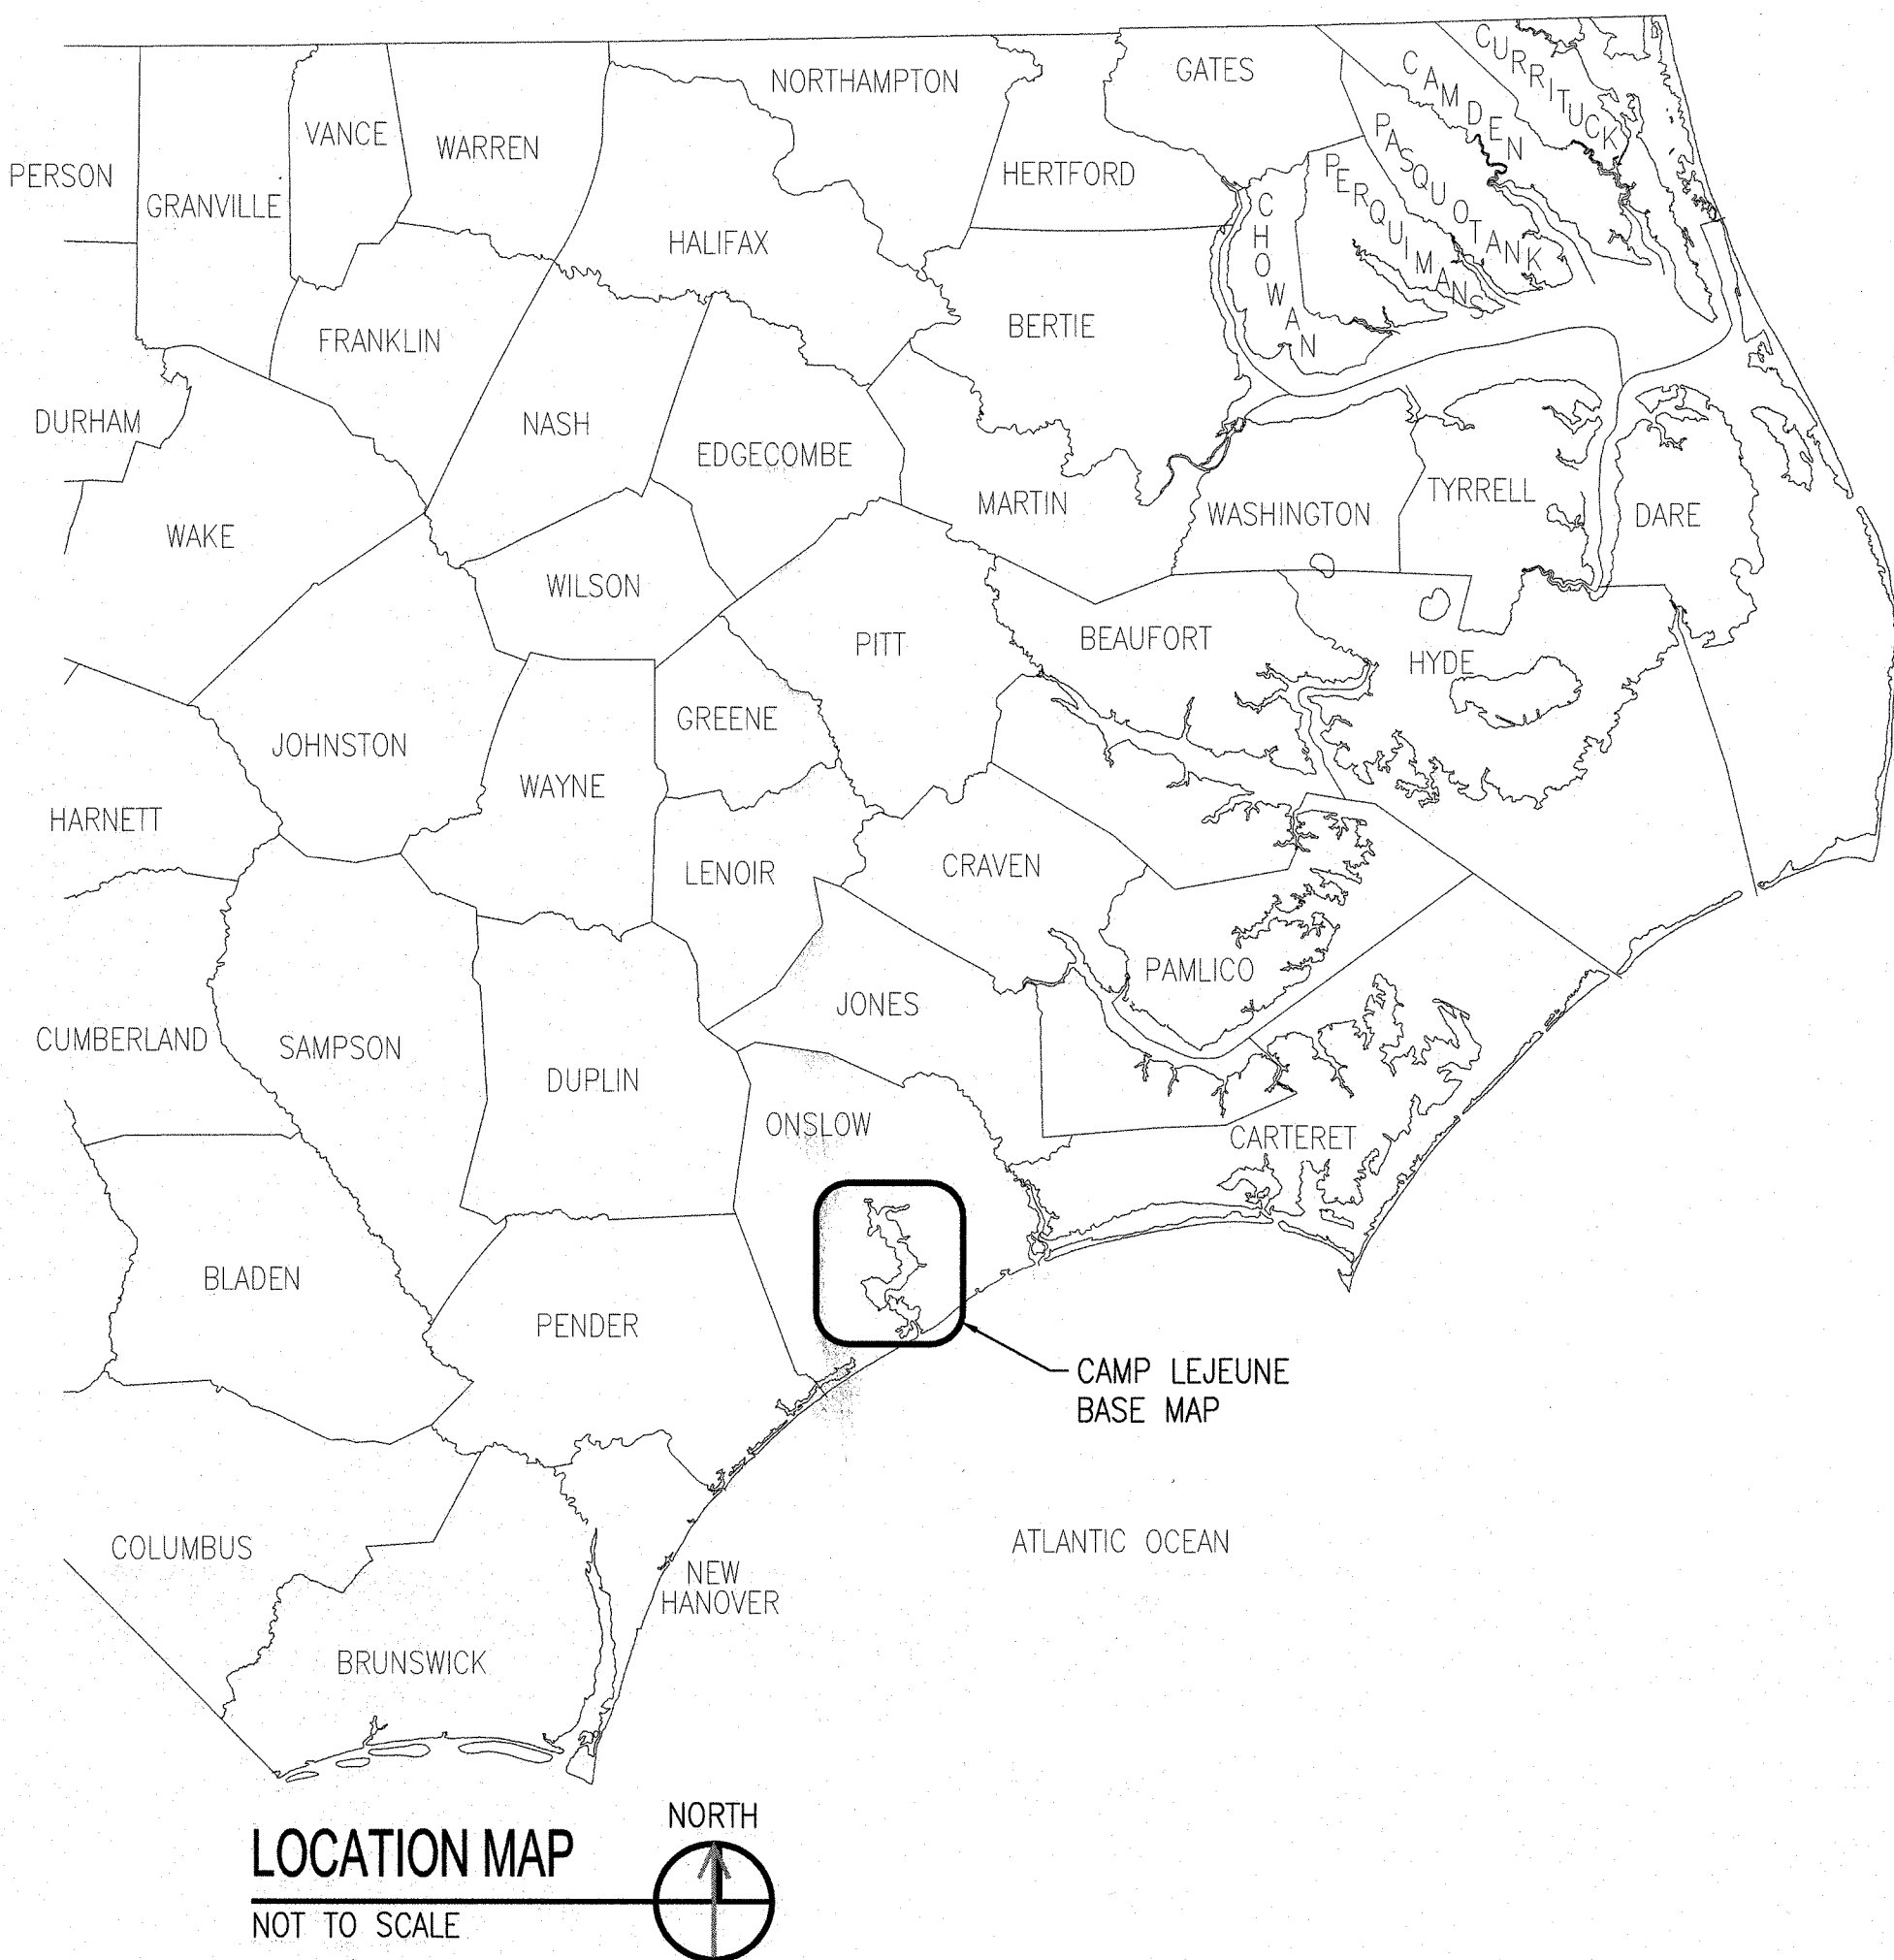 NORTHAMPTON
GATES
CAMDEN
CURRITUCK
VANCE
WARREN
PERSON
GRANVILLE
HERTFORD
PASQUOTANK
PERQUIMANS
CHOWAN
HALIFAX
FRANKLIN
BERTIE
DURHAM
NASH
EDGECOMBE
MARTIN
WASHINGTON
TYRRELL
DARE
WAKE
WILSON
PITT
BEAUFORT
HYDE
JOHNSTON
GREENE
WAYNE
HARNETT
LENOIR
CRAVEN
PAMLICO
JONES
CUMBERLAND
SAMPSON
DUPLIN
ONSLOW
CARTERET
BLADEN
PENDER
CAMP LEJEUNE
BASE MAP
COLUMBUS
ATLANTIC OCEAN
NEW
HANOVER
BRUNSWICK
NORTH
LOCATION MAP
NOT TO SCALE